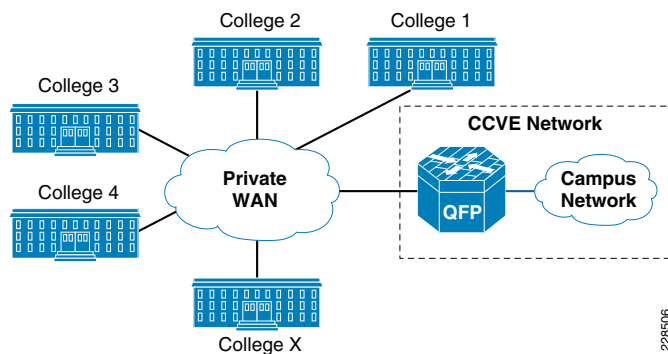 College 2
College 1
College 3
CCVE Network
College 4
Private
WAN
QFP
Campus
Network
College X
228506